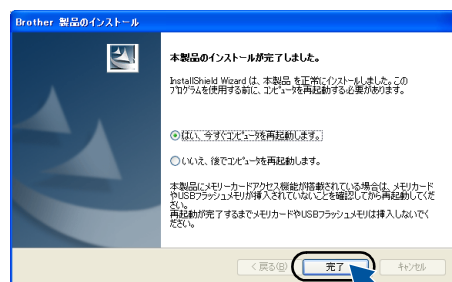 Brother 製品のインストール
本製品のインストールが完了しました。
InstallShield Wizard は、本製品 を正常にインストールしました。この
プログラムを使用する前に、コンピュータを再起動する必要があります。
はい、今すぐコンピュータを再起動します。
いいえ、後でコンピュータを再起動します。
本製品にメモリーカードアクセス機能が搭載されている場合は、メモリカード
やUSBフラッシュメモリが挿入されていないことを確認してから再起動してくだ
さい。
再起動が完了するまでメモリカードやUSBフラッシュメモリは挿入しないでく
ださい。
< 戻る(B)
完了
キャンセル